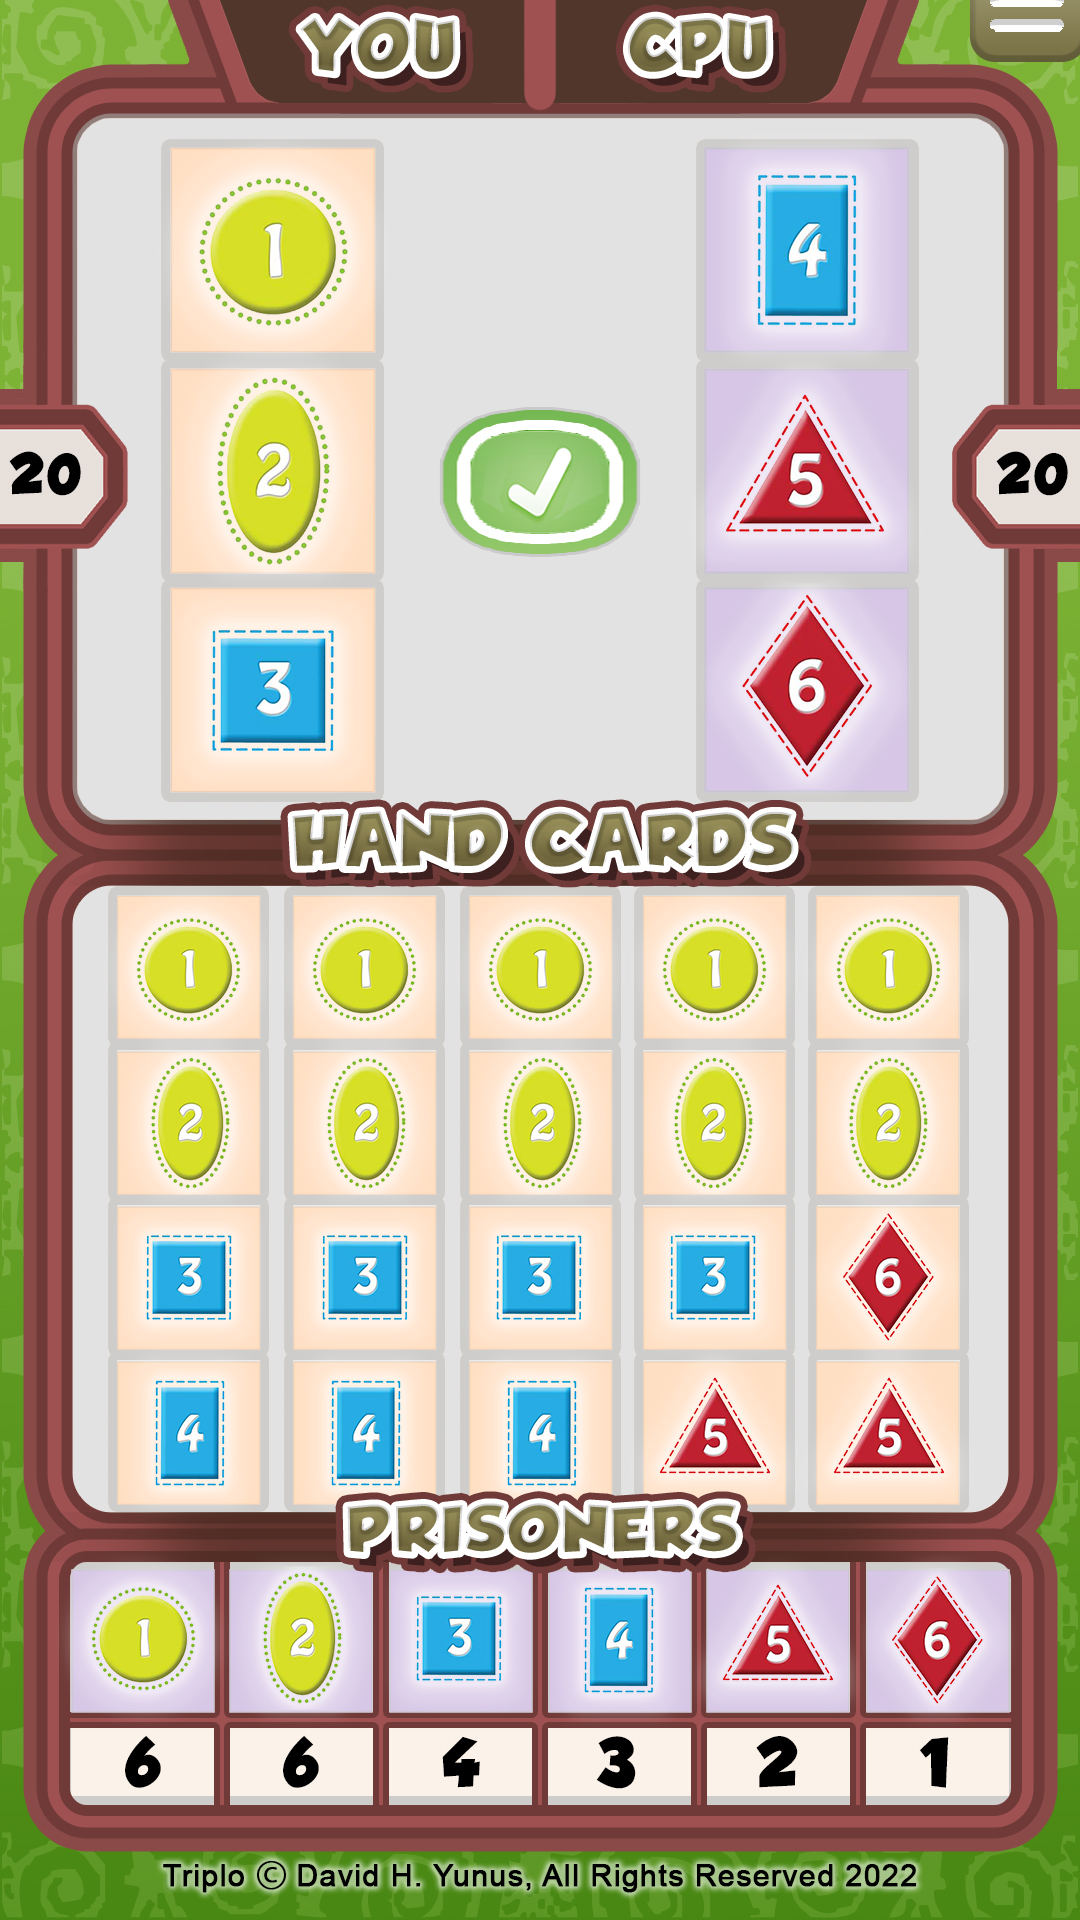 YOU CPU
1 4
2 5
20 20
3 6
HAND CARDS
1 1 1 1 1
2 2 2 2 2
3 3 3 3 6
4 4 4 5 5
PRISONERS
1 2 3 4 5 6
6 6 4 3 2 1
Triplo © David H. Yunus, All Rights Reserved 2022